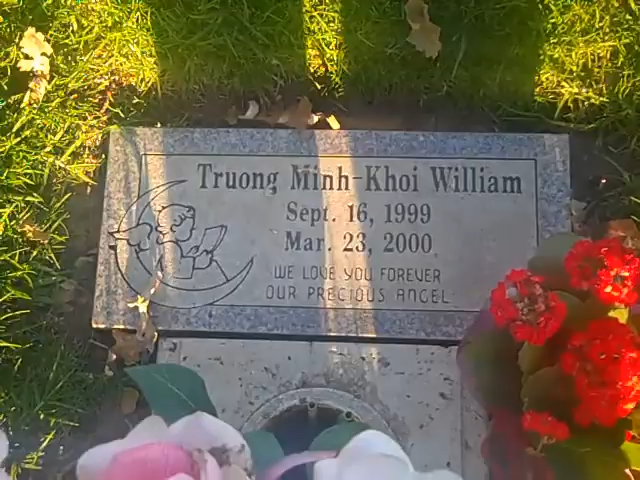 Truong Minh-Khoi William
Sept. 16, 1999
Mar. 23, 2000
WE LOVE YOU FOREVER
OUR PRECIOUS ANGEL